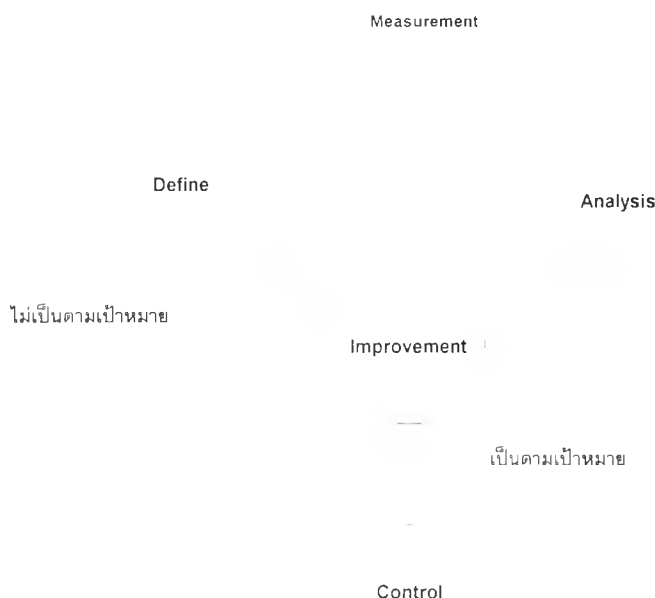 Measurement
Define
Analysis
ไม่เป็นตามเป้าหมาย
Improvement
เป็นตามเป้าหมาย
Control